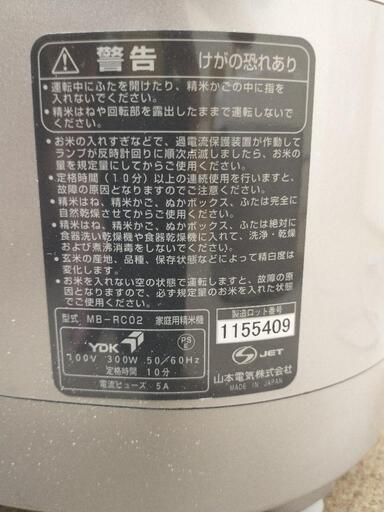 警告 けがの恐れあり
●運転中にふたを開けたり、精米かごの中に指を
入れないでください。
●精米はねや回転部を露出したままで運転しないで
ください。
●お米の入れすぎなどで、過電流保護装置が作動して
ランプが反時計回りに順次点滅しましたら、お米の
量を規定量にしてからご使用ください。
●定格時間(10分)以上の連続使用を行いますと、
故障の原因となりますのでご注意ください。
●精米はね、精米かご、ぬかボックス、ふたは完全に
自然乾燥させてからご使用ください。
●精米はね、精米かご、ぬかボックス、ふたは絶対に
食器洗い乾燥機や食器乾燥機に入れて、洗浄・乾燥
および煮沸消毒をしないでください。
●玄米の産地、品種、保存状態などによって精白度は
変化します。
●お米を入れない空の状態で運転しますと、故障の原
因となりますので、必ず規定量のお米を入れてご使
用ください。
型式 MB-RC02 家庭用精米機
製造ロット番号
1155409
YDK
PS
E
100V 300W 50/60Hz
定格時間 10分
電流ヒューズ 5A
S JET
山本電気株式会社
MADE IN JAPAN